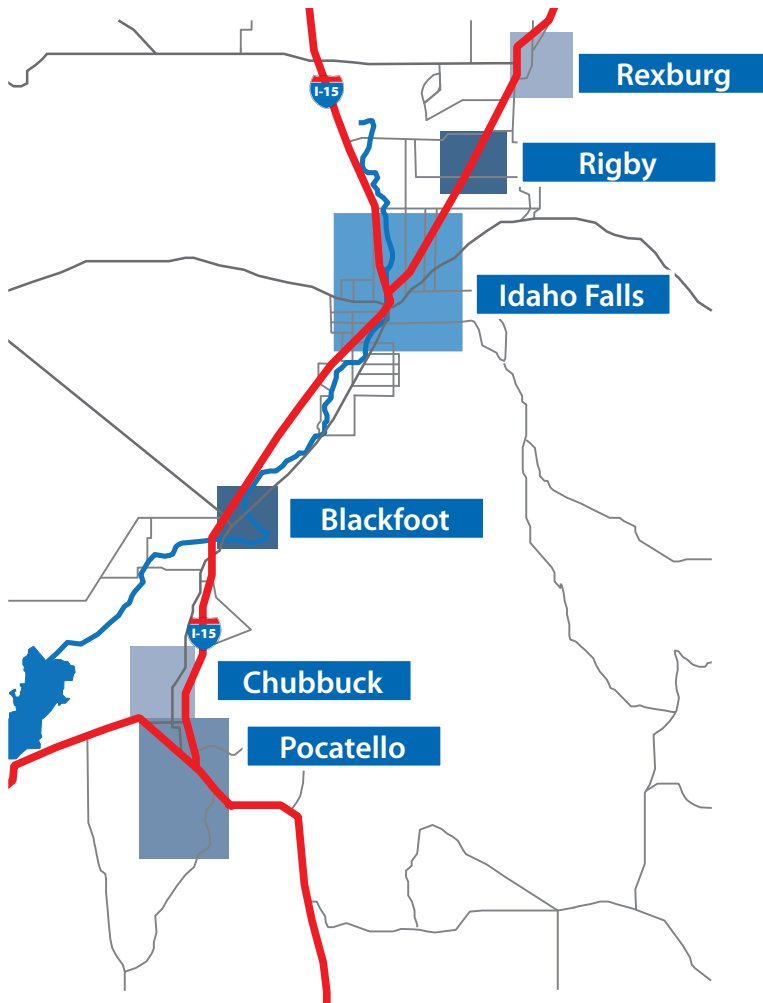 Rexburg
I-15
Rigby
Idaho Falls
Blackfoot
I-15
Chubbuck
Pocatello